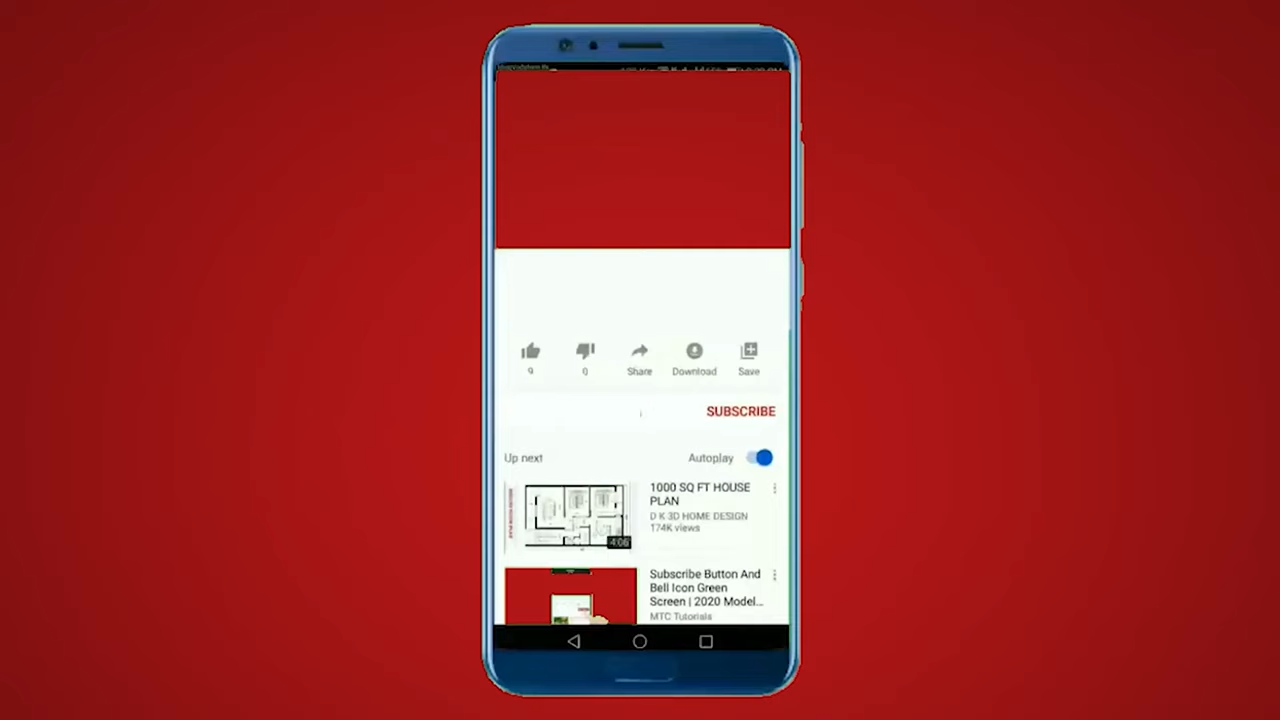 9
0
Share
Download
Save
SUBSCRIBE
Up next
Autoplay
1000 SQ FT HOUSE
PLAN
D K 3D HOME DESIGN
174K views
4:06
Subscribe Button And
Bell Icon Green
Screen | 2020 Model...
MTC Tutorials